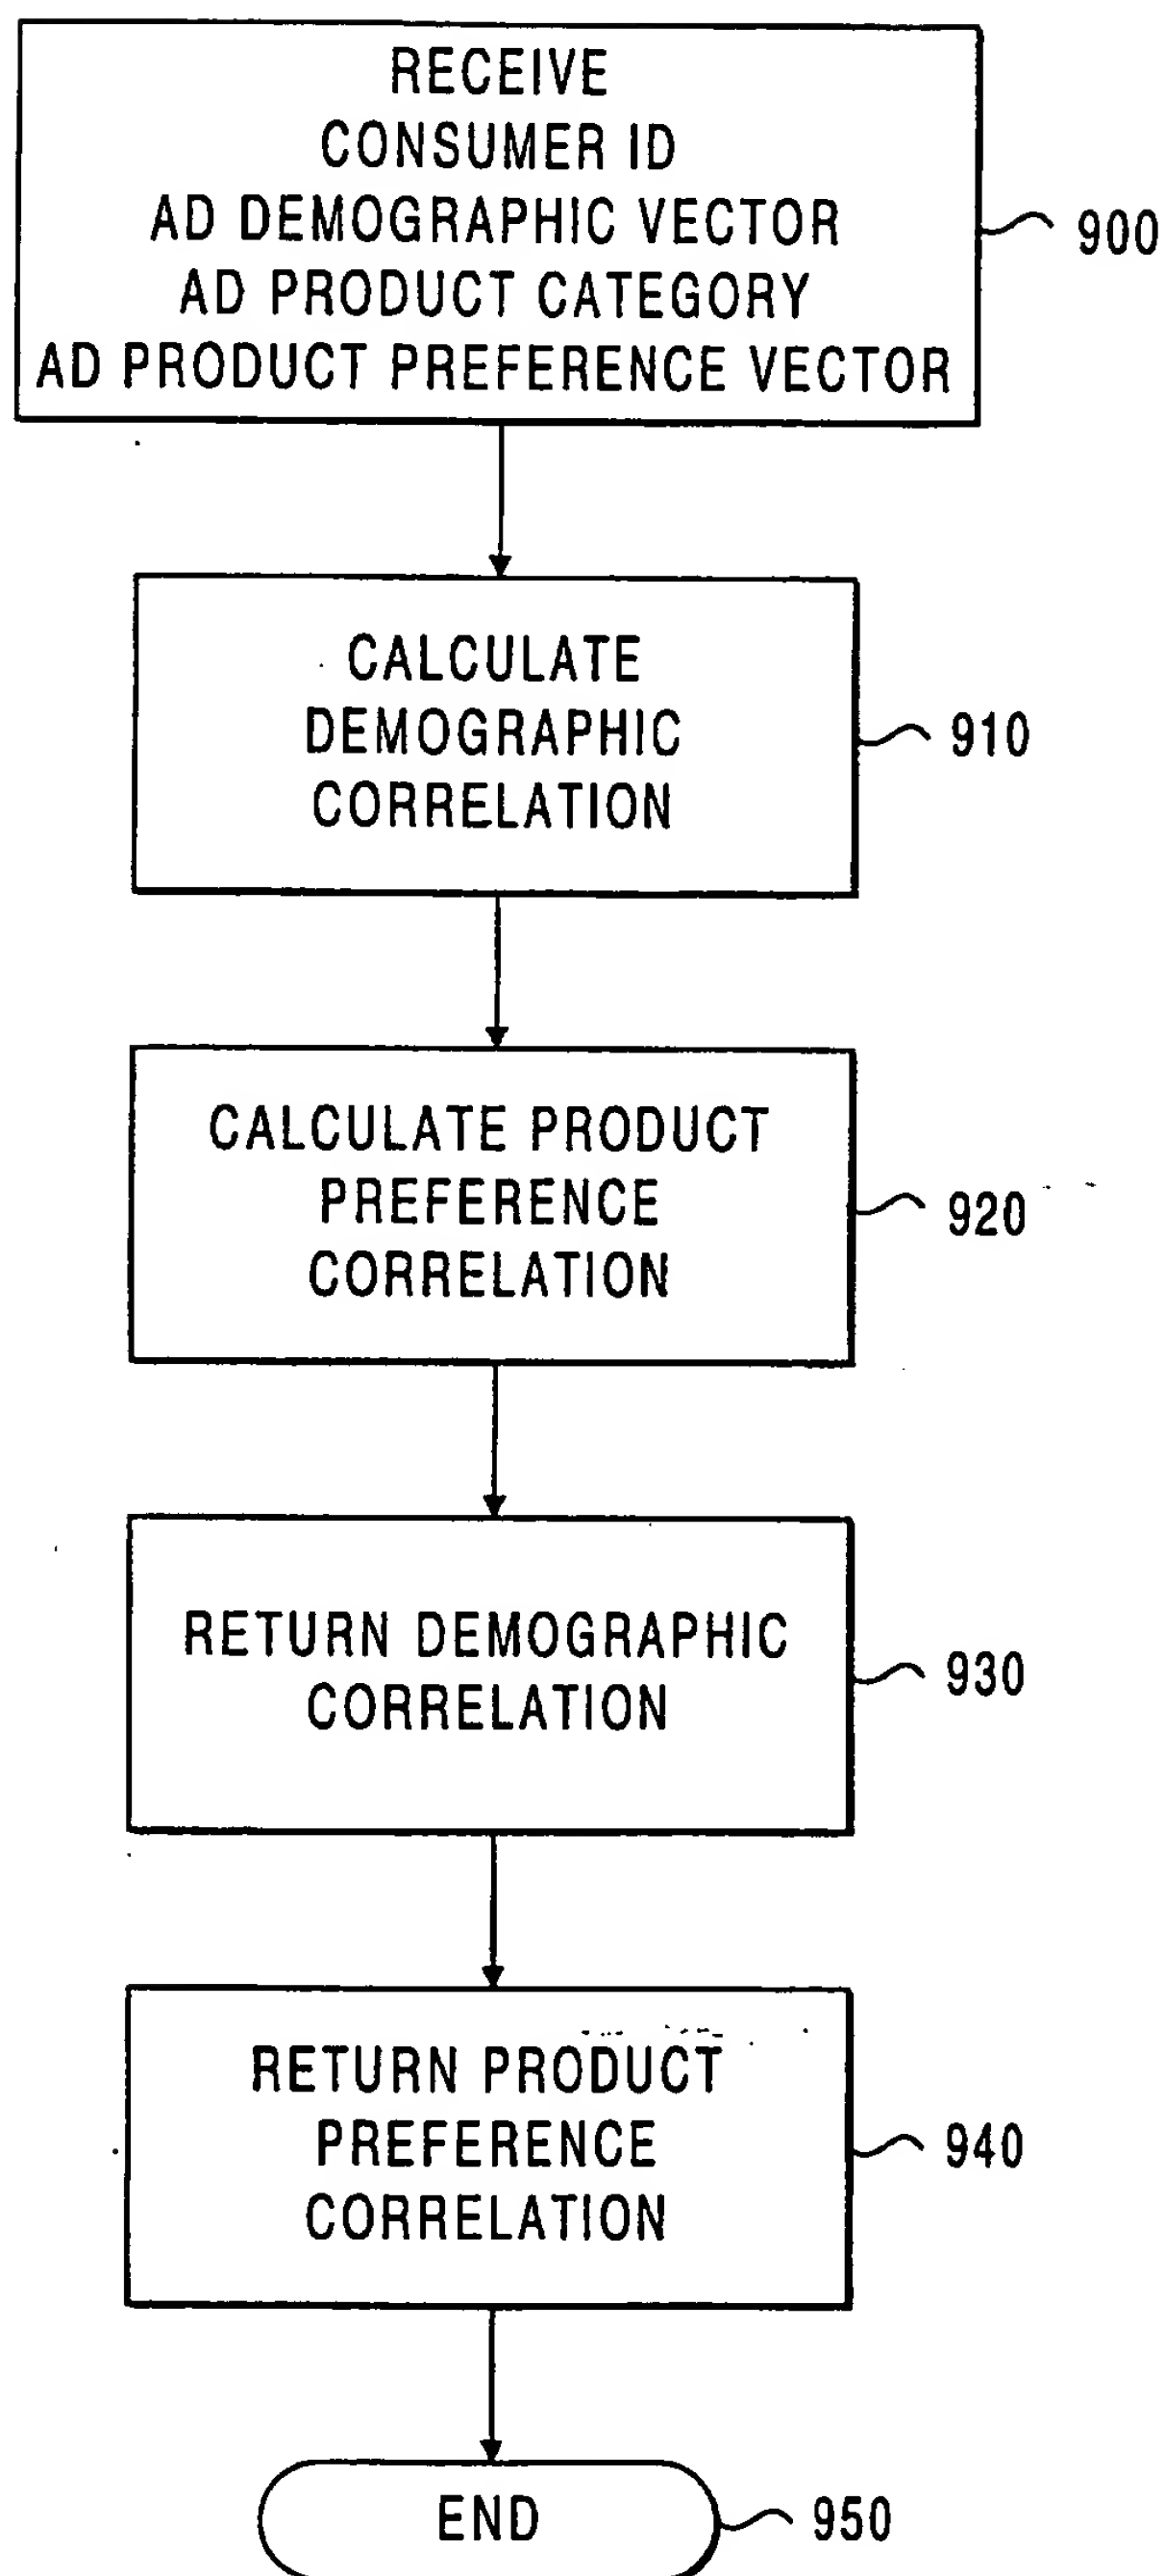 RECEIVE
CONSUMER ID
AD DEMOGRAPHIC VECTOR
AD PRODUCT CATEGORY
AD PRODUCT PREFERENCE VECTOR
900
CALCULATE
DEMOGRAPHIC
CORRELATION
910
CALCULATE PRODUCT
PREFERENCE
CORRELATION
920
RETURN DEMOGRAPHIC
CORRELATION
930
RETURN PRODUCT
PREFERENCE
CORRELATION
940
END
950